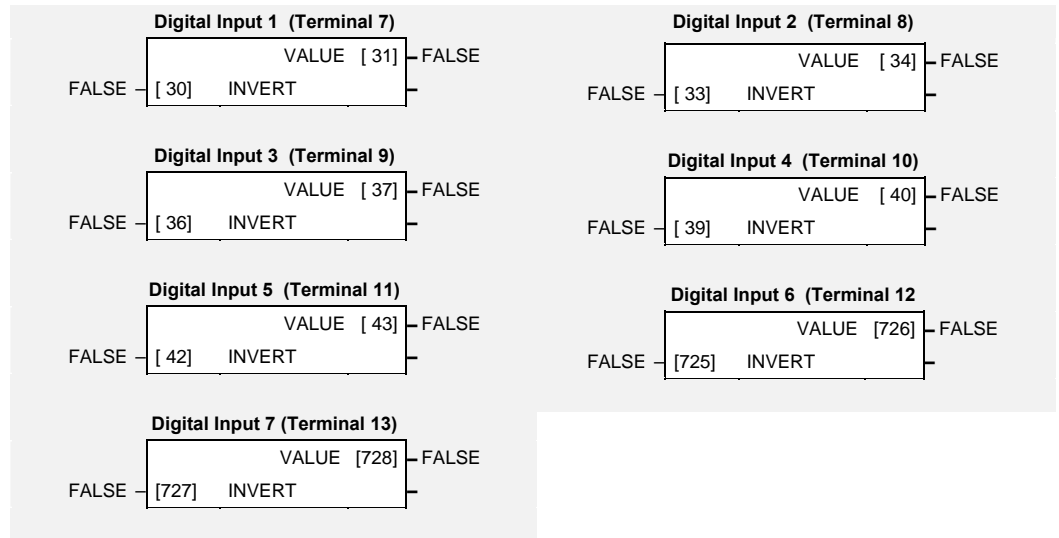 Digital Input 1 (Terminal 7)
VALUE [ 31] FALSE
FALSE [ 30] INVERT
Digital Input 2 (Terminal 8)
VALUE [ 34] FALSE
FALSE [ 33] INVERT
Digital Input 3 (Terminal 9)
VALUE [ 37] FALSE
FALSE [ 36] INVERT
Digital Input 4 (Terminal 10)
VALUE [ 40] FALSE
FALSE [ 39] INVERT
Digital Input 5 (Terminal 11)
VALUE [ 43] FALSE
FALSE [ 42] INVERT
Digital Input 6 (Terminal 12
VALUE [726] FALSE
FALSE [725] INVERT
Digital Input 7 (Terminal 13)
VALUE [728] FALSE
FALSE [727] INVERT